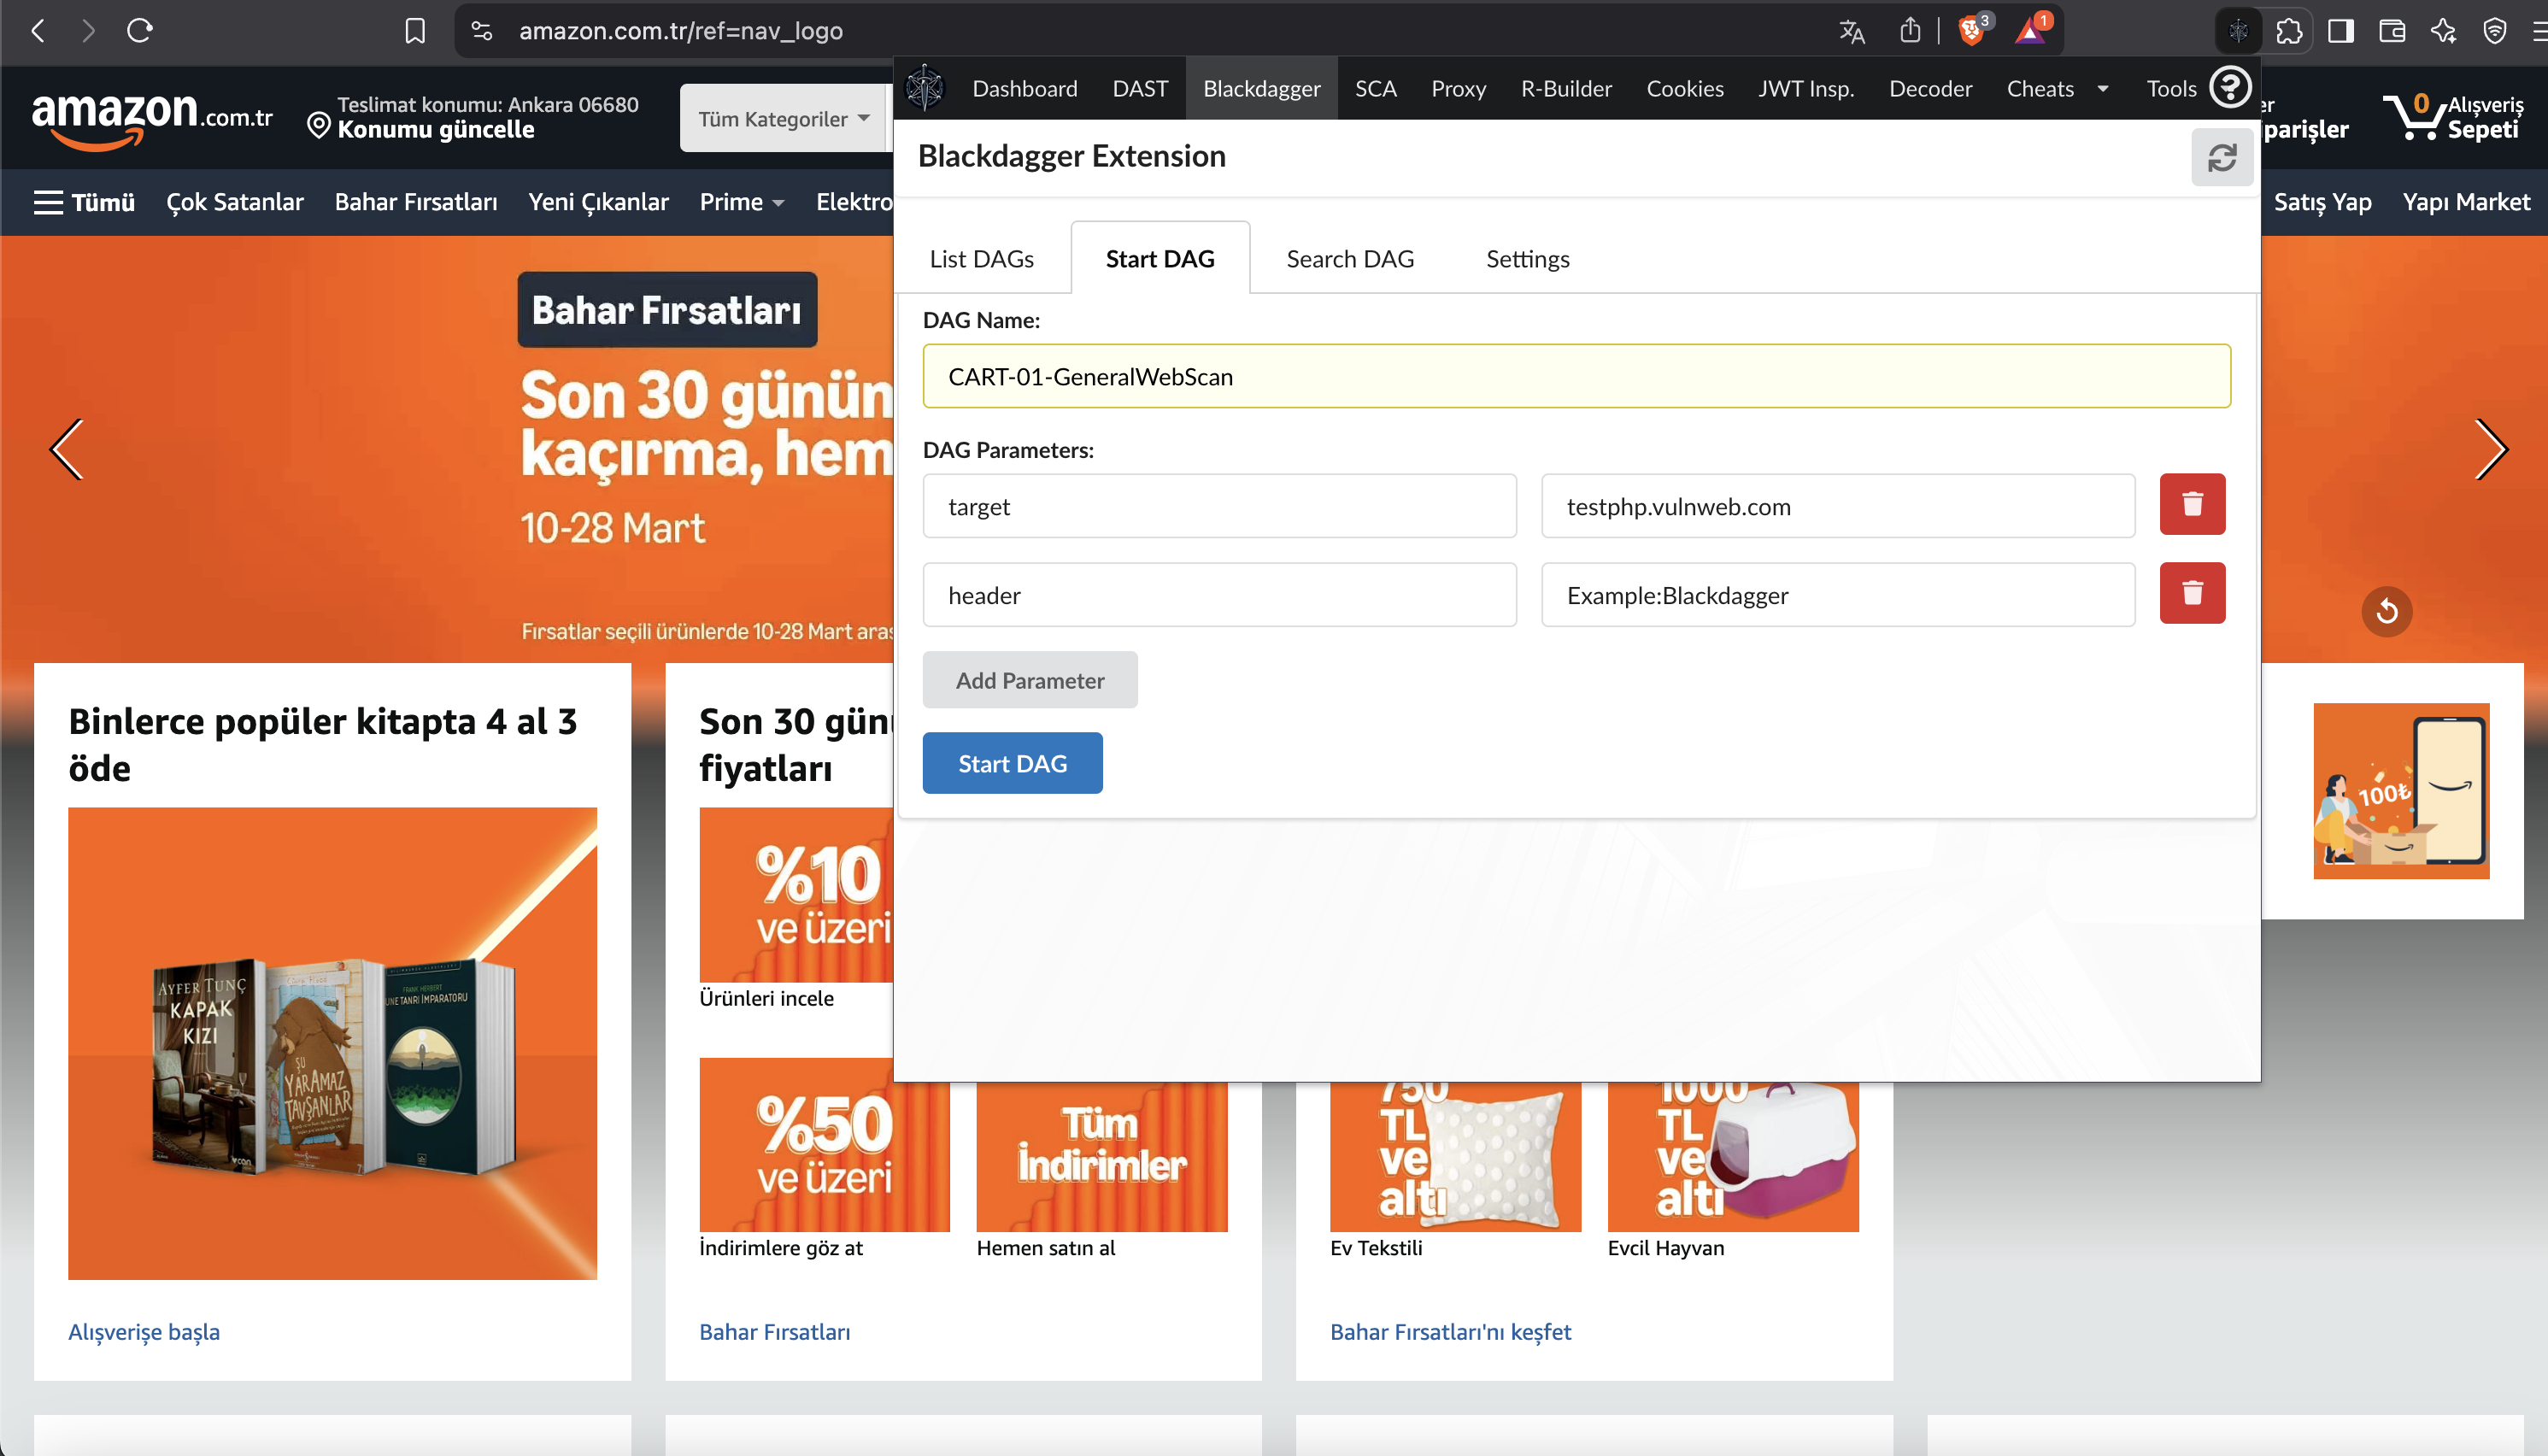 amazon.com.tr/ref=nav_logo
3
1
amazon.com.tr
Teslimat konumu: Ankara 06680
Konumu güncelle
Tüm Kategoriler
Dashboard
DAST
Blackdagger
SCA
Proxy
R-Builder
Cookies
JWT Insp.
Decoder
Cheats
Tools
er
parişler
0
Alışveriş
Sepeti
Tümü
Çok Satanlar
Bahar Fırsatları
Yeni Çıkanlar
Prime
Elektro
Satış Yap
Yapı Market
Blackdagger Extension
List DAGs
Start DAG
Search DAG
Settings
DAG Name:
CART-01-GeneralWebScan
DAG Parameters:
target
testphp.vulnweb.com
header
Example:Blackdagger
Add Parameter
Start DAG
Bahar Fırsatları
Son 30 günün
kaçırma, hem
10-28 Mart
Fırsatlar seçili ürünlerde 10-28 Mart aras
Binlerce popüler kitapta 4 al 3
öde
AYFER TUNÇ
KAPAK
KIZI
can
ŞU
YARAMAZ
TAVŞANLAR
FRANK HERBERT
UNE TANRI İMPARATORU
Alışverişe başla
Son 30 gün
fiyatları
%10
ve üzeri
Ürünleri incele
%50
ve üzeri
İndirimlere göz at
Tüm
İndirimler
Hemen satın al
Bahar Fırsatları
750
TL
ve
altı
Ev Tekstili
1000
TL
ve
altı
Evcil Hayvan
Bahar Fırsatları'nı keşfet
100₺